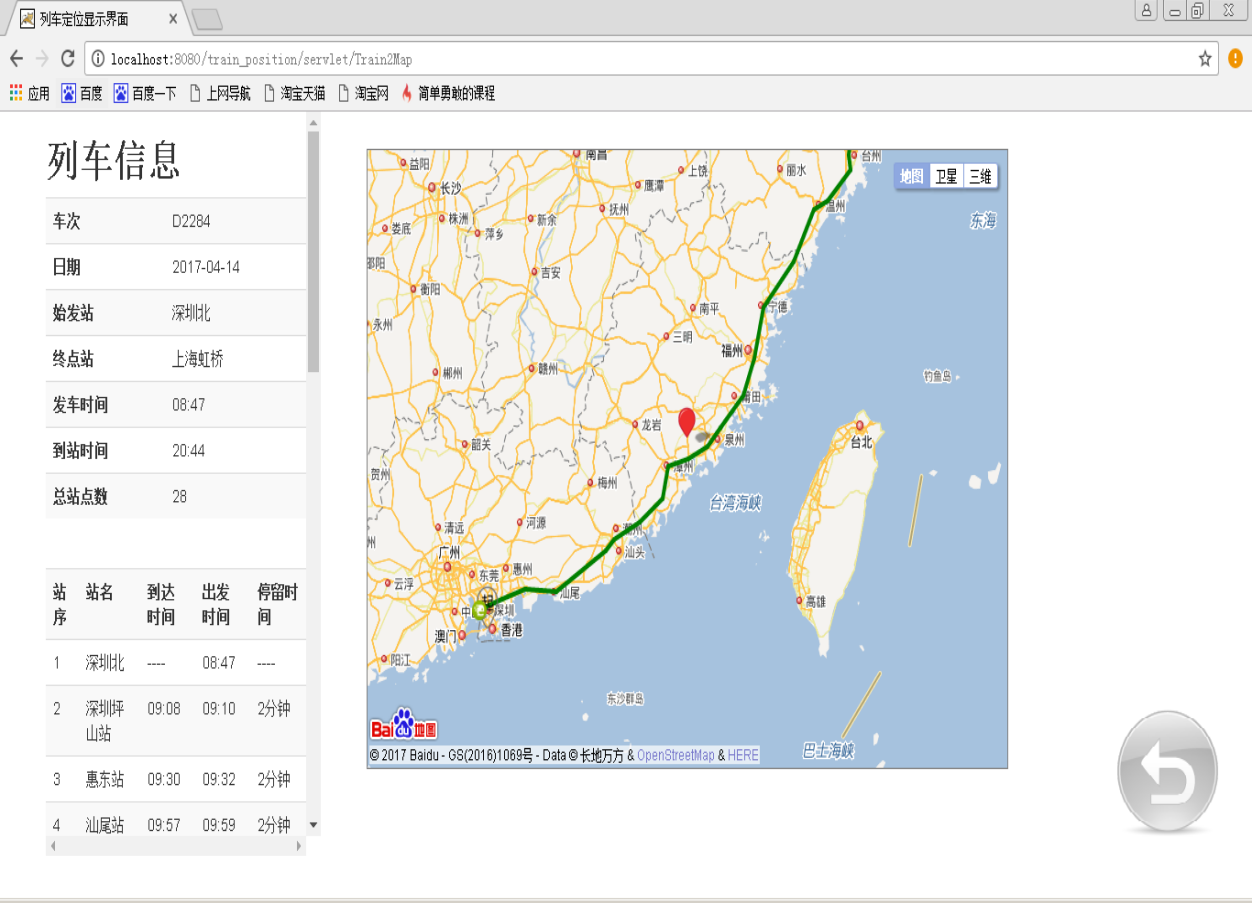 列车定位显示界面
localhost:8080/train_position/servlet/Train2Map
应用 百度 百度一下 上网导航 淘宝天猫 淘宝网 简单勇敢的课程
列车信息
车次 D2284
日期 2017-04-14
始发站 深圳北
终点站 上海虹桥
发车时间 08:47
到站时间 20:44
总站点数 28
站序 站名 到达时间 出发时间 停留时间
1 深圳北 ---- 08:47 ----
2 深圳坪山站 09:08 09:10 2分钟
3 惠东站 09:30 09:32 2分钟
4 汕尾站 09:57 09:59 2分钟
地图 卫星 三维
益阳 南昌 台州
长沙 鹰潭 上饶 丽水
株洲 新余 抚州 温州
娄底 萍乡 东海
邵阳 吉安
衡阳 南平 宁德
永州 三明 福州
郴州 赣州 钓鱼岛
莆田
韶关 龙岩 泉州 台北
贺州 梅州 漳州
台湾海峡
清远 河源 潮州
广州 汕头
云浮 东莞 惠州 汕尾
中 起 深圳 高雄
澳门 香港
阳江
东沙群岛
巴士海峡
Bai du 地图
© 2017 Baidu - GS(2016)1069号 - Data © 长地万方 & OpenStreetMap & HERE